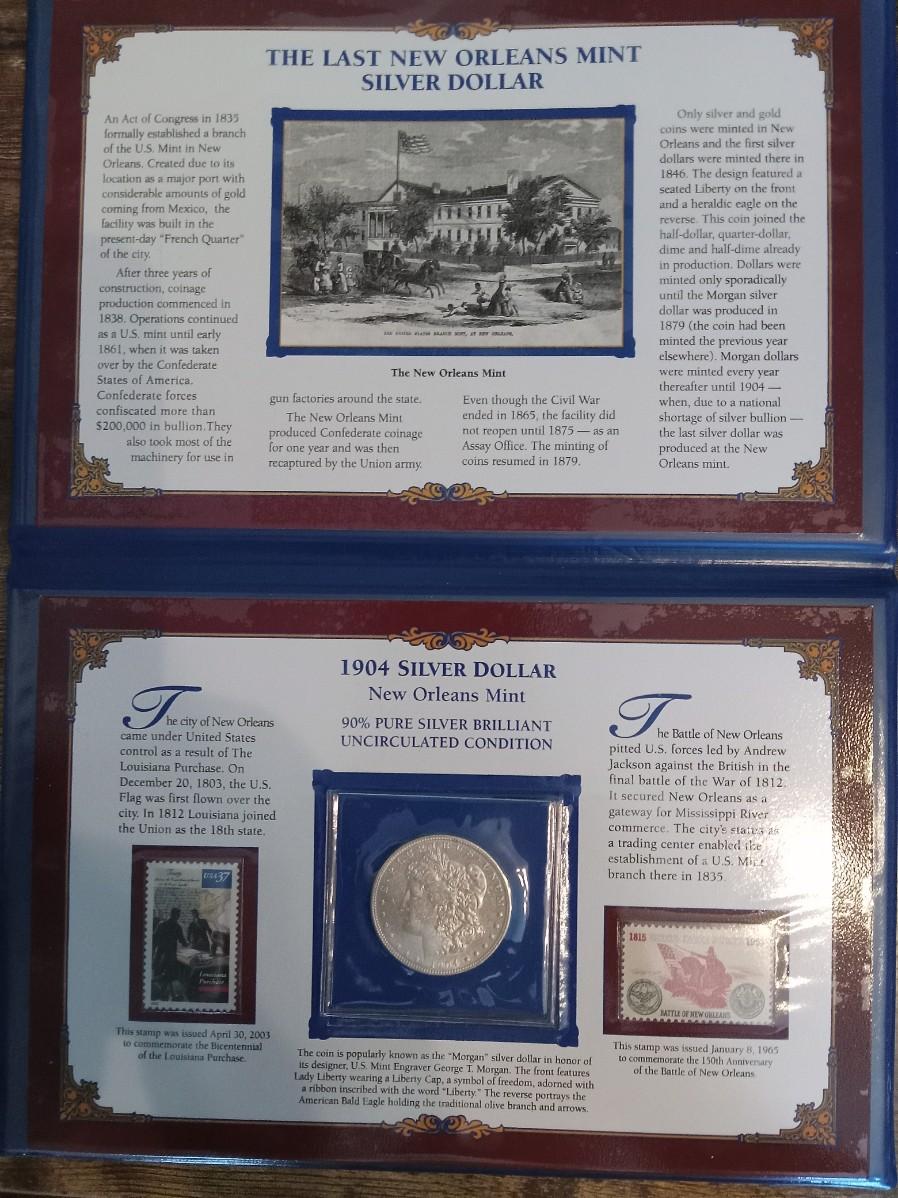 THE LAST NEW ORLEANS MINT
SILVER DOLLAR
An Act of Congress in 1835
formally established a branch
of the U.S. Mint in New
Orleans. Created due to its
location as a major port with
considerable amounts of gold
coming from Mexico, the
facility was built in the
present-day "French Quarter"
of the city.
After three years of
construction, coinage
production commenced in
1838. Operations continued
as a U.S. mint until early
1861, when it was taken
over by the Confederate
States of America.
Confederate forces
confiscated more than
$200,000 in bullion.They
also took most of the
machinery for use in
THE UNITED STATES BRANCH MINT, AT NEW ORLEANS.
The New Orleans Mint
gun factories around the state.
The New Orleans Mint
produced Confederate coinage
for one year and was then
recaptured by the Union army.
Even though the Civil War
ended in 1865, the facility did
not reopen until 1875 — as an
Assay Office. The minting of
coins resumed in 1879.
Only silver and gold
coins were minted in New
Orleans and the first silver
dollars were minted there in
1846. The design featured a
seated Liberty on the front
and a heraldic eagle on the
reverse. This coin joined the
half-dollar, quarter-dollar,
dime and half-dime already
in production. Dollars were
minted only sporadically
until the Morgan silver
dollar was produced in
1879 (the coin had been
minted the previous year
elsewhere). Morgan dollars
were minted every year
thereafter until 1904 —
when, due to a national
shortage of silver bullion —
the last silver dollar was
produced at the New
Orleans mint.
1904 SILVER DOLLAR
New Orleans Mint
90% PURE SILVER BRILLIANT
UNCIRCULATED CONDITION
The city of New Orleans
came under United States
control as a result of The
Louisiana Purchase. On
December 20, 1803, the U.S.
Flag was first flown over the
city. In 1812 Louisiana joined
the Union as the 18th state.
Treaty
USA37
Louisiana
Purchase
This stamp was issued April 30, 2003
to commemorate the Bicentennial
of the Louisiana Purchase.
The coin is popularly known as the "Morgan" silver dollar in honor of
its designer, U.S. Mint Engraver George T. Morgan. The front features
Lady Liberty wearing a Liberty Cap, a symbol of freedom, adorned with
a ribbon inscribed with the word "Liberty." The reverse portrays the
American Bald Eagle holding the traditional olive branch and arrows.
The Battle of New Orleans
pitted U.S. forces led by Andrew
Jackson against the British in the
final battle of the War of 1812.
It secured New Orleans as a
gateway for Mississippi River
commerce. The city's status as
a trading center enabled the
establishment of a U.S. Mint
branch there in 1835.
1815
BATTLE OF NEW ORLEANS
This stamp was issued January 8, 1965
to commemorate the 150th Anniversary
of the Battle of New Orleans